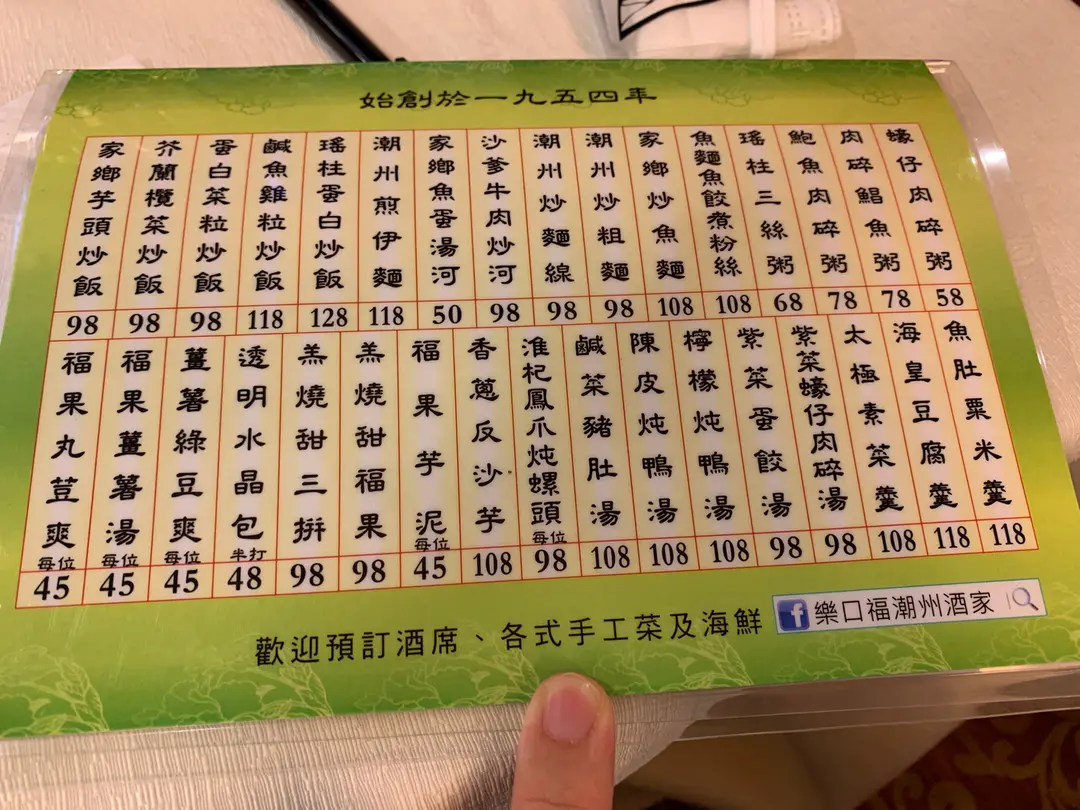 始創於一九五四年
蠔仔肉碎粥
58
肉碎鯧魚粥
78
鮑魚肉碎粥
78
瑤柱三絲粥
68
魚麵魚餃煮粉絲
108
家鄉炒魚麵
108
潮州炒粗麵
98
潮州炒麵線
98
沙爹牛肉炒河
98
家鄉魚蛋湯河
50
潮州煎伊麵
118
瑤柱蛋白炒飯
128
鹹魚雞粒炒飯
118
蛋白菜粒炒飯
98
芥蘭欖菜炒飯
98
家鄉芋頭炒飯
98
魚肚粟米羹
118
海皇豆腐羹
118
太極素菜羹
108
紫菜蠔仔肉碎湯
98
紫菜蛋餃湯
98
檸檬炖鴨湯
108
陳皮炖鴨湯
108
鹹菜豬肚湯
108
淮杞鳳爪炖螺頭
每位
98
香蔥反沙芋
108
福果芋泥
每位
45
羔燒甜福果
98
羔燒甜三拚
98
透明水晶包
半打
48
薑薯綠豆爽
每位
45
福果薑薯湯
每位
45
福果丸荳爽
每位
45
歡迎預訂酒席、各式手工菜及海鮮
f 樂口福潮州酒家